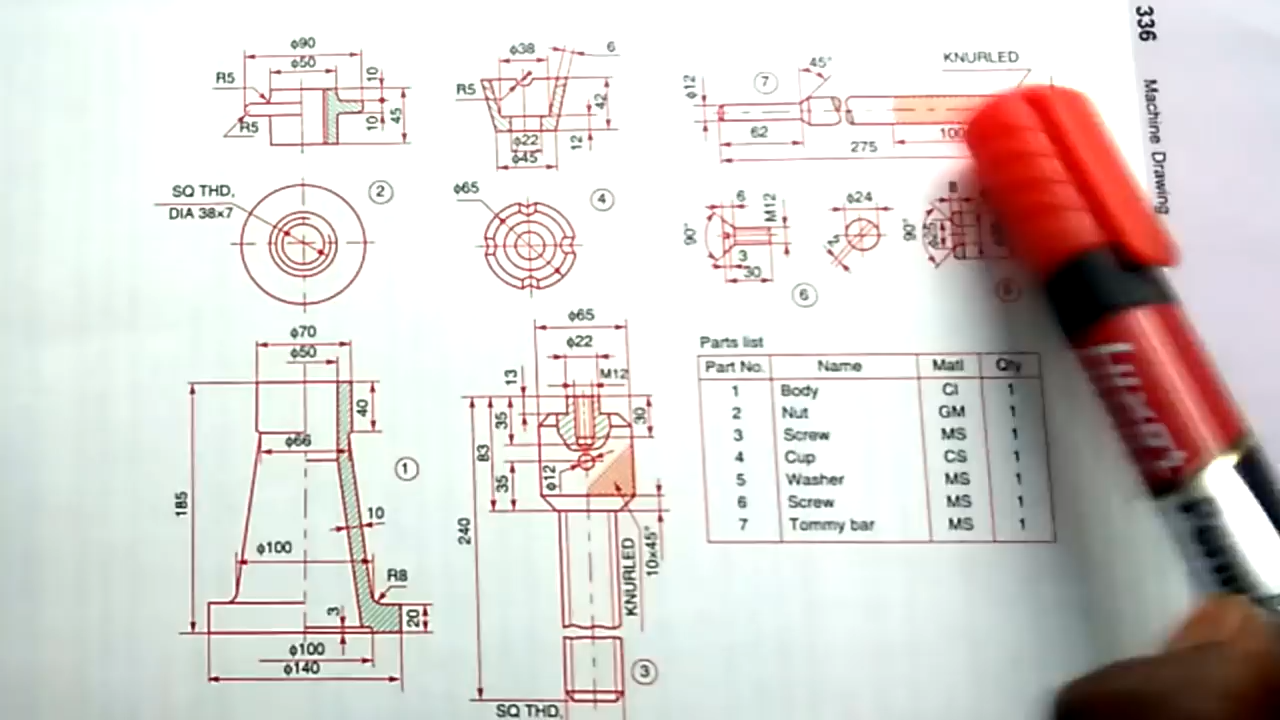 336 Machine Drawing
φ90
φ50
R5
R5
10
10
45
2
SQ THD,
DIA 38×7
φ38
6
R5
42
12
φ22
φ45
4
φ65
φ12
7
45°
KNURLED
62
100
275
90°
6
M12
3
30
6
φ24
90°
8
Parts list
Part No. Name Matl Qty
1 Body CI 1
2 Nut GM 1
3 Screw MS 1
4 Cup CS 1
5 Washer MS 1
6 Screw MS 1
7 Tommy bar MS 1
φ70
φ50
40
φ66
1
185
10
φ100
R8
3
20
φ100
φ140
φ65
φ22
13
M12
35
30
83
φ12
35
240
KNURLED
10×45°
3
SQ THD,
Luxor